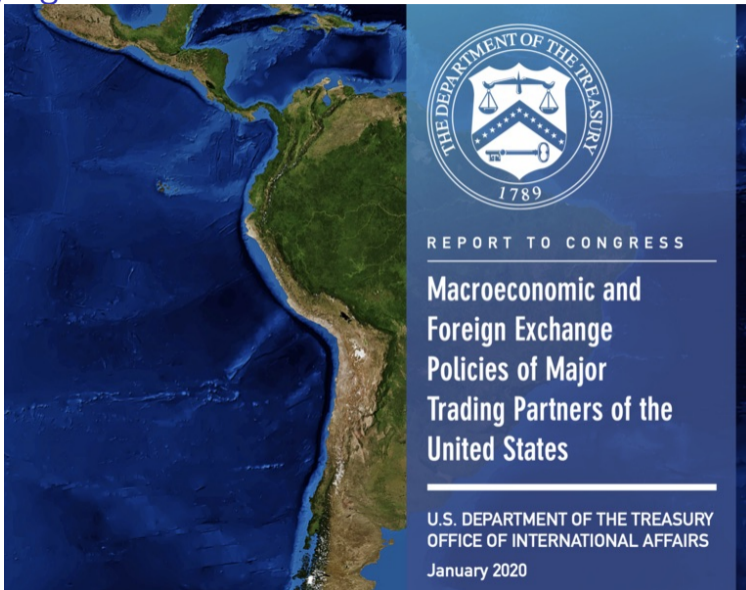 THE DEPARTMENT OF THE TREASURY
1789
REPORT TO CONGRESS
Macroeconomic and
Foreign Exchange
Policies of Major
Trading Partners of the
United States
U.S. DEPARTMENT OF THE TREASURY
OFFICE OF INTERNATIONAL AFFAIRS
January 2020